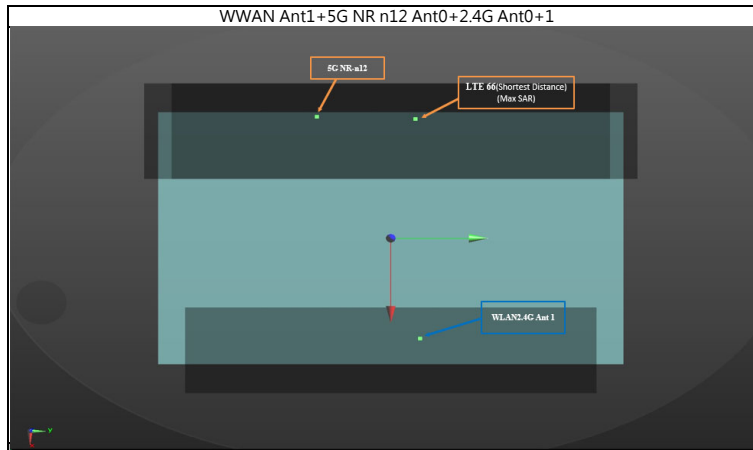 WWAN Ant1+5G NR n12 Ant0+2.4G Ant0+1
5G NR-n12
LTE 66(Shortest Distance)
(Max SAR)
WLAN2.4G Ant 1
Y